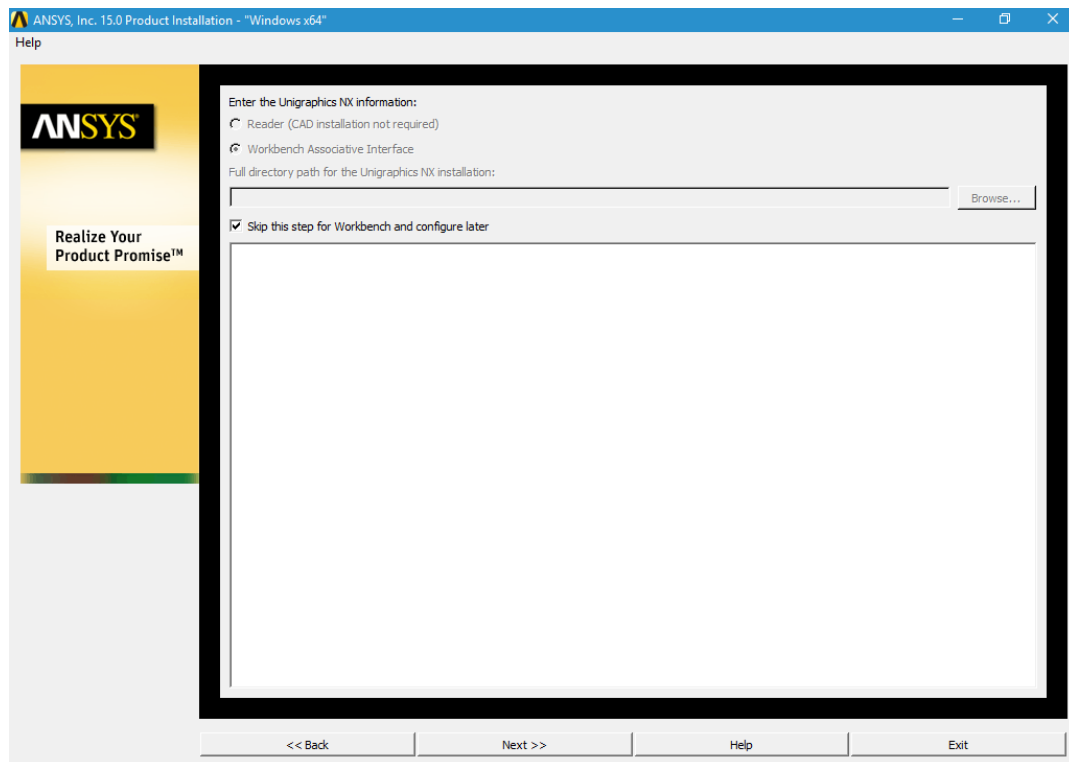 ANSYS, Inc. 15.0 Product Installation - "Windows x64"
Help
ANSYS®
Realize Your
Product Promise™
Enter the Unigraphics NX information:
Reader (CAD installation not required)
Workbench Associative Interface
Full directory path for the Unigraphics NX installation:
Browse...
Skip this step for Workbench and configure later
<< Back
Next >>
Help
Exit